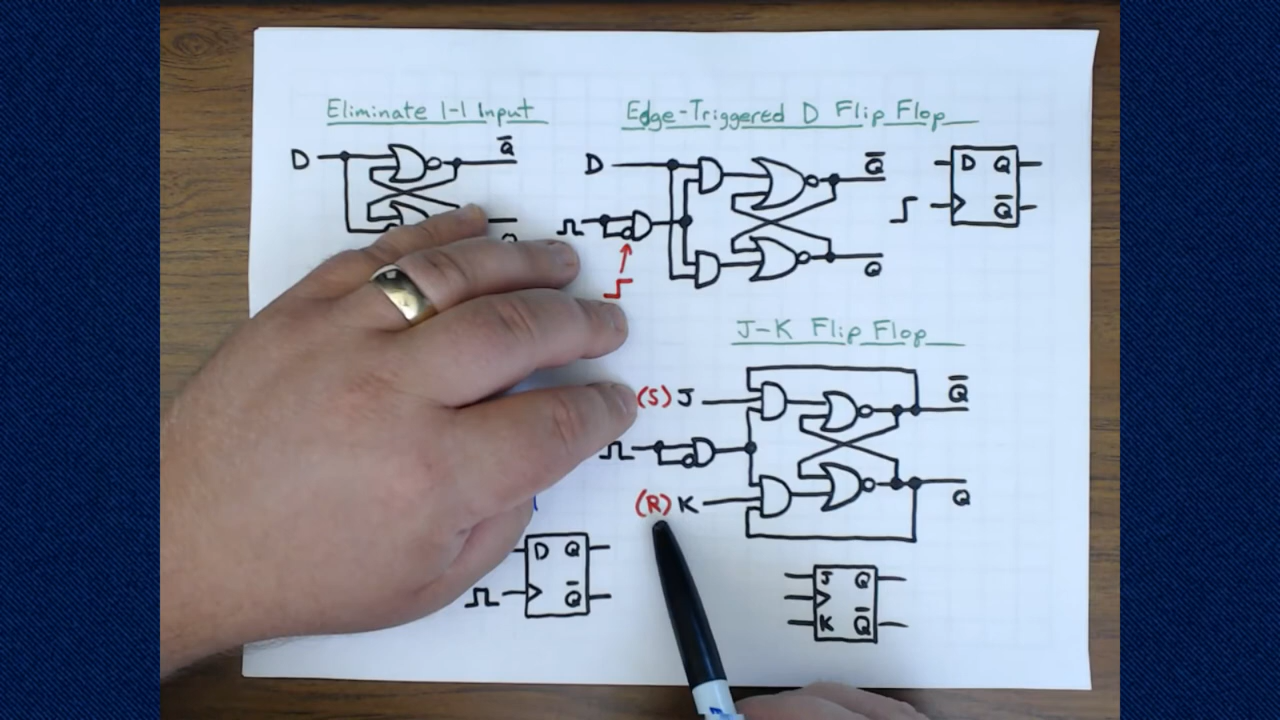 Eliminate 1-1 Input
Edge-Triggered D Flip Flop
D
Q̅
D
Q̅
D Q
Q̅
Q
J-K Flip Flop
(S) J
Q̅
(R) K
Q
D Q
Q̅
J Q
K Q̅